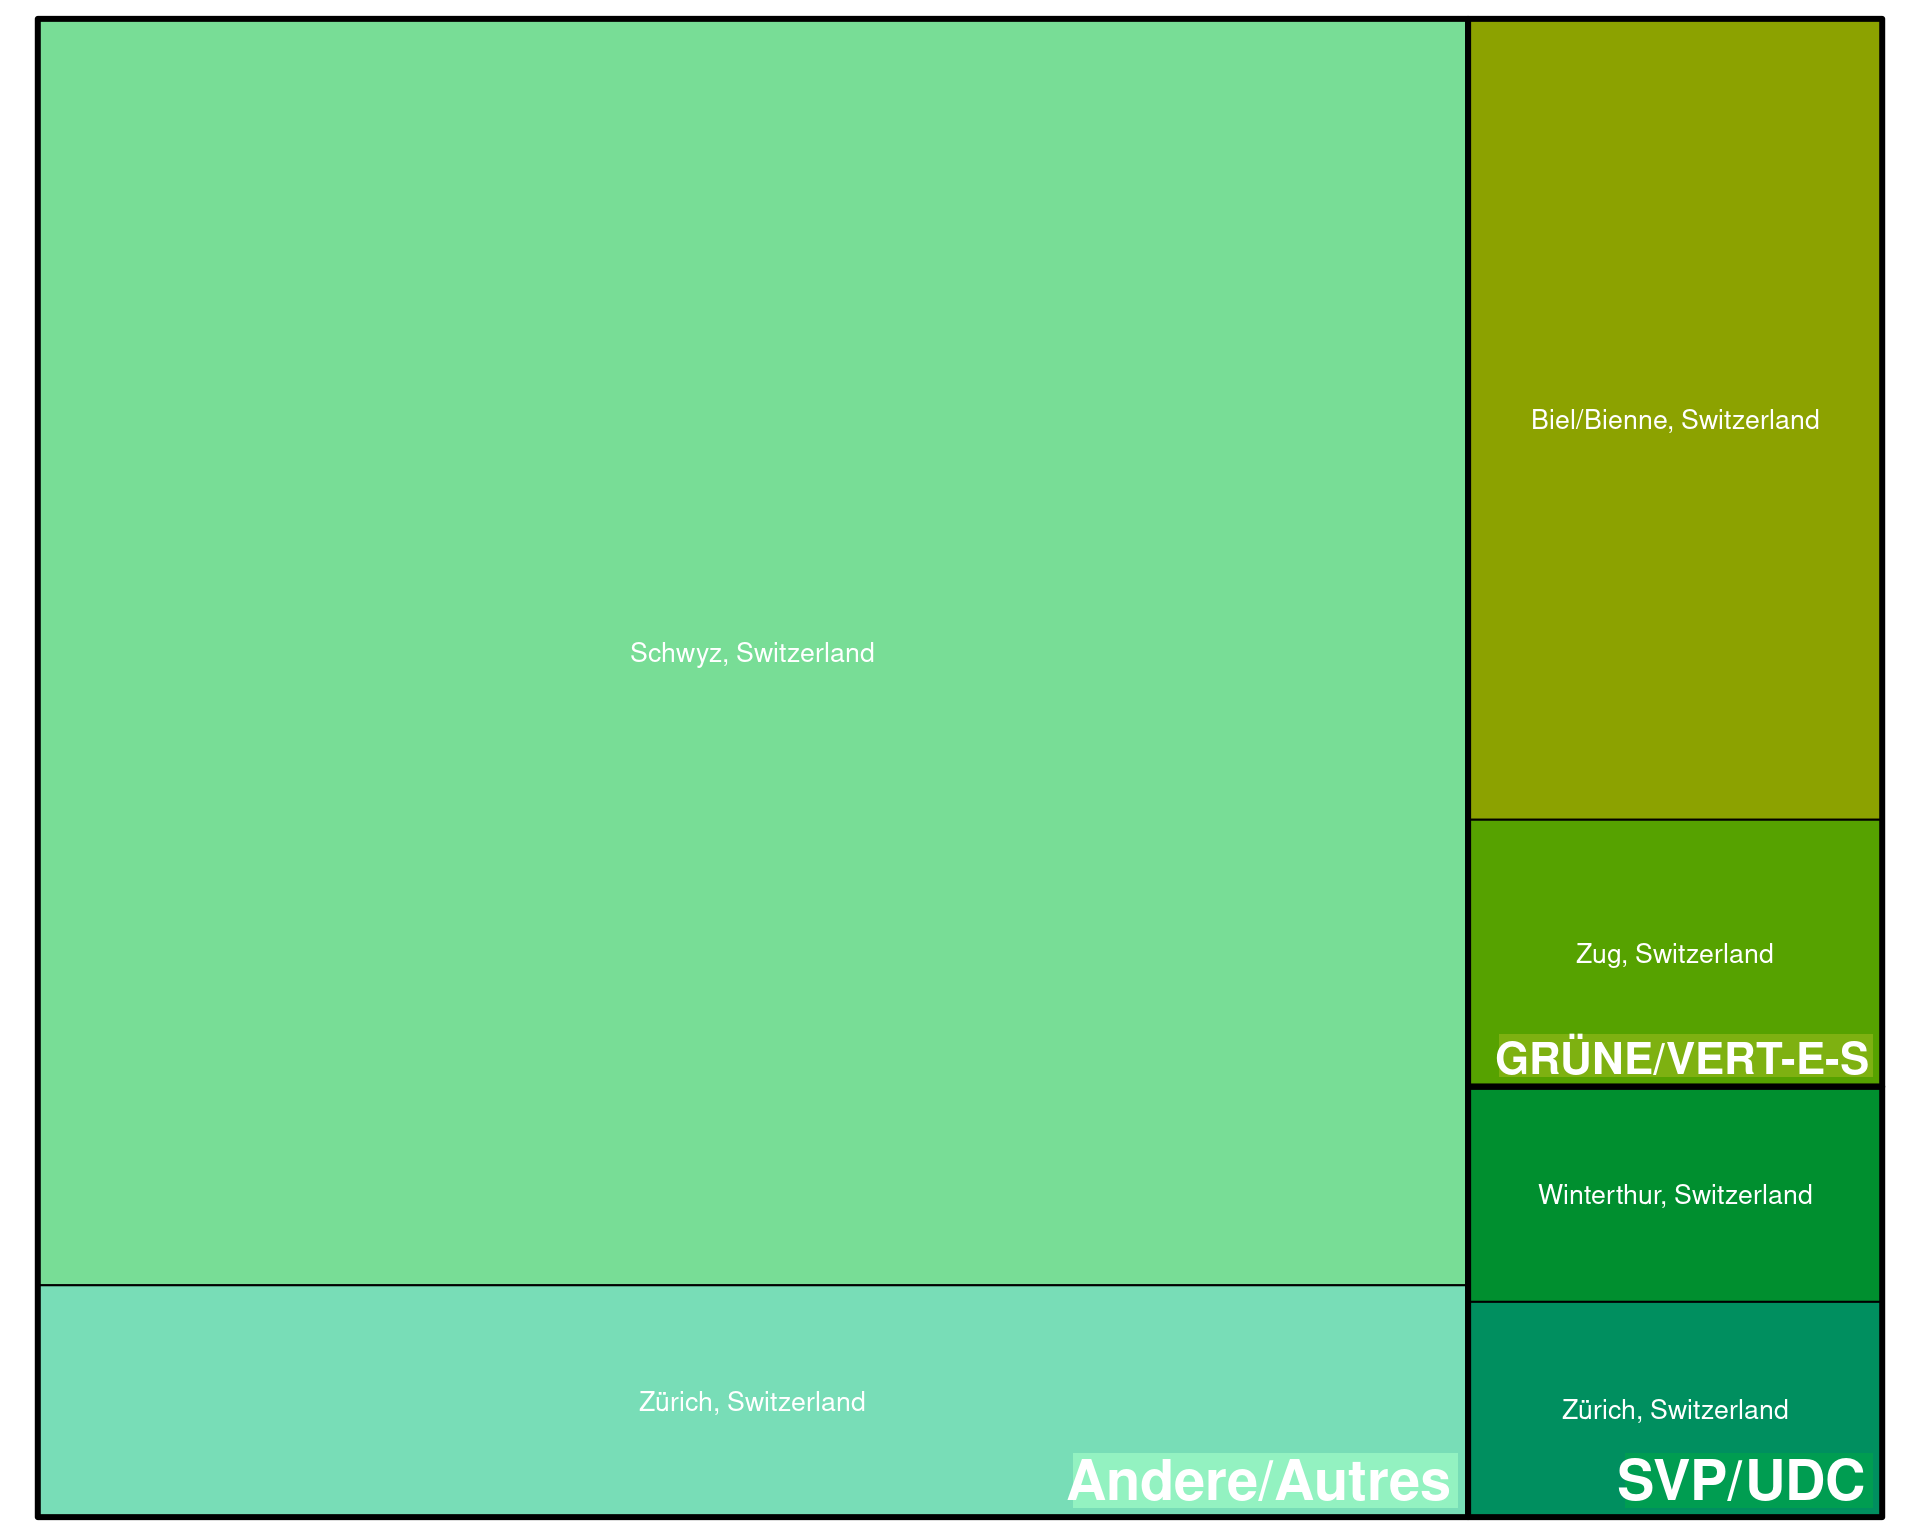 Schwyz, Switzerland
Zürich, Switzerland
Andere/Autres
Biel/Bienne, Switzerland
Zug, Switzerland
GRÜNE/VERT-E-S
Winterthur, Switzerland
Zürich, Switzerland
SVP/UDC